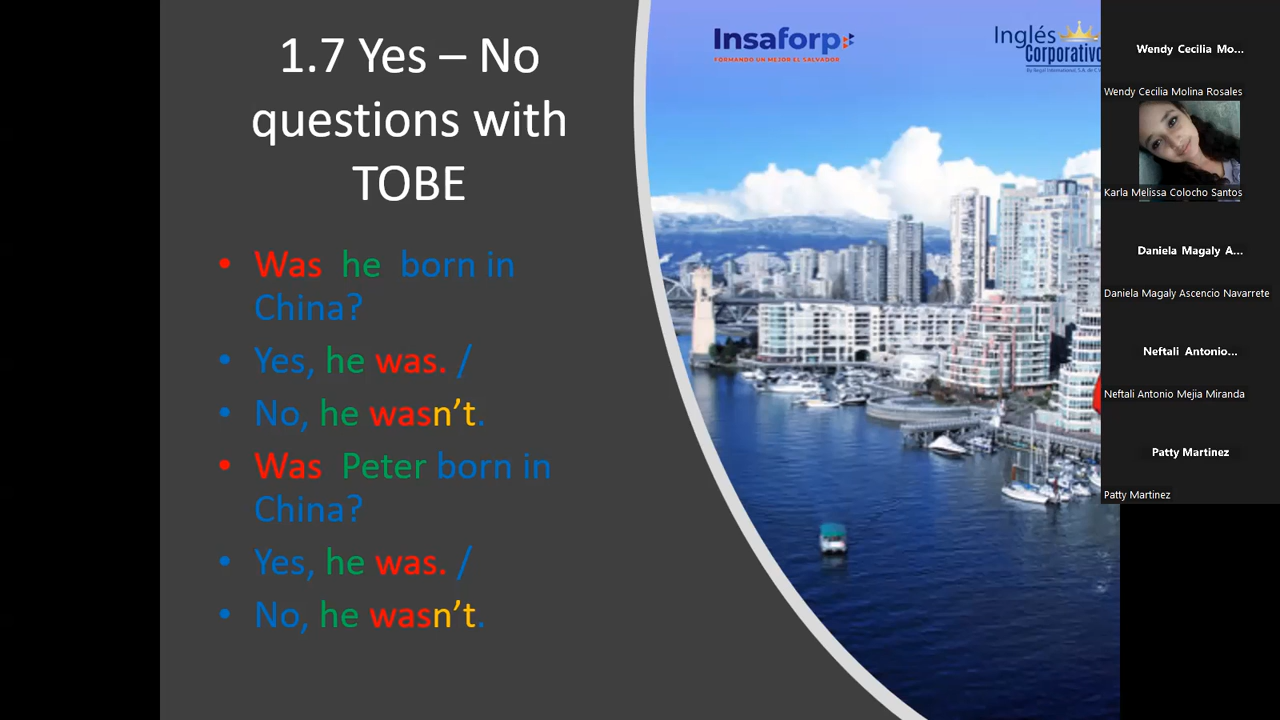 1.7 Yes – No
questions with
TOBE
• Was he born in
China?
• Yes, he was. /
• No, he wasn’t.
• Was Peter born in
China?
• Yes, he was. /
• No, he wasn’t.
Insaforp
FORMANDO UN MEJOR EL SALVADOR
Inglés
Corporativo
Wendy Cecilia Mo...
Wendy Cecilia Molina Rosales
Karla Melissa Colocho Santos
Daniela Magaly A...
Daniela Magaly Ascencio Navarrete
Neftali Antonio...
Neftali Antonio Mejia Miranda
Patty Martinez
Patty Martinez